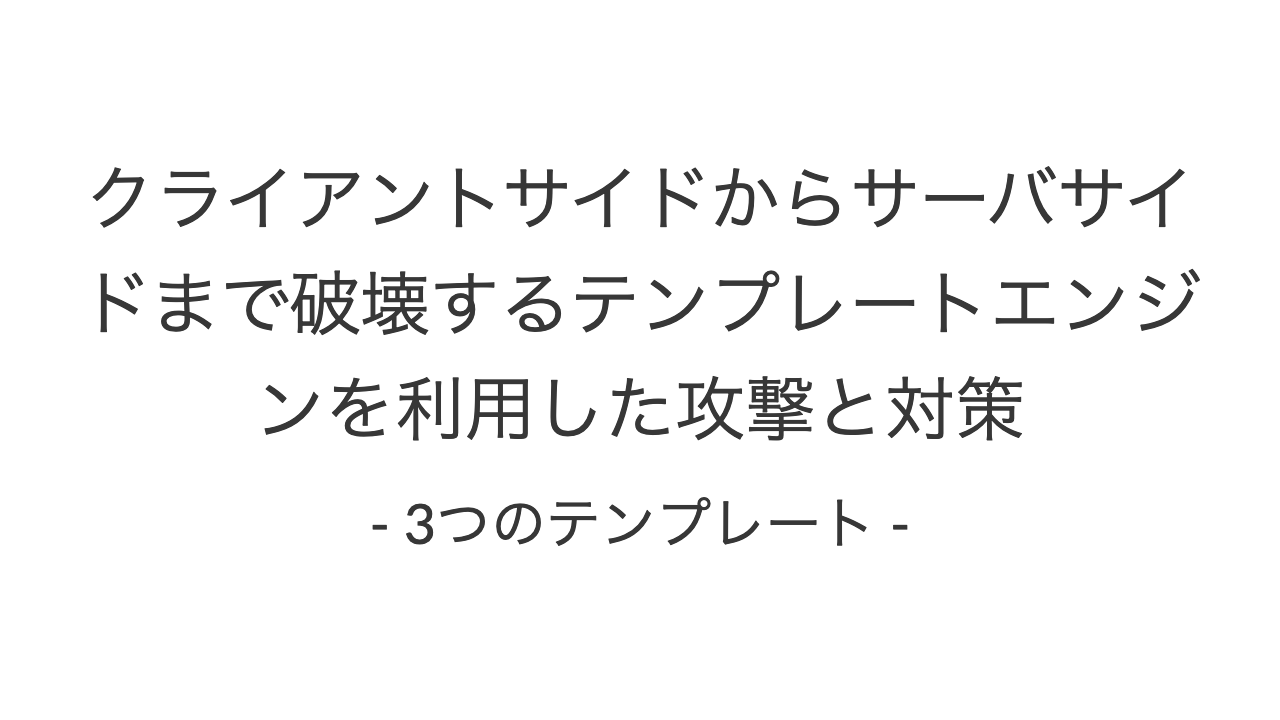 クライアントサイドからサーバサイ
ドまで破壊するテンプレートエンジ
ンを利用した攻撃と対策
- 3つのテンプレート -